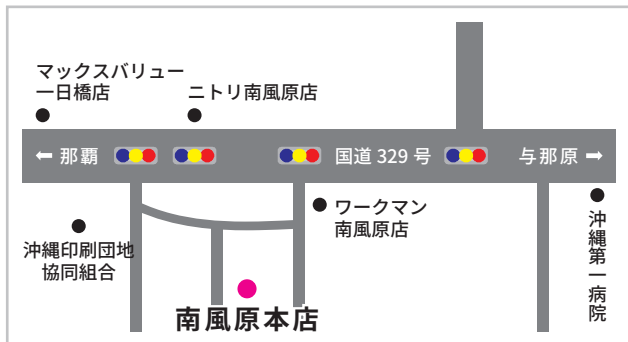 マックスバリュー
一日橋店
ニトリ南風原店
← 那覇
国道 329 号
与那原 →
ワークマン
南風原店
沖縄印刷団地
協同組合
沖縄第一病院
南風原本店